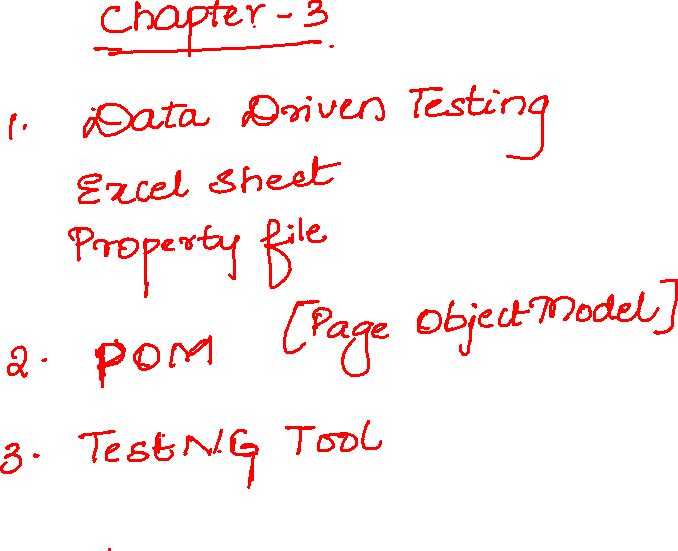 Chapter - 3
1. Data Driven Testing
Excel Sheet
Property file
2. POM [Page Object Model]
3. TestNG Tool